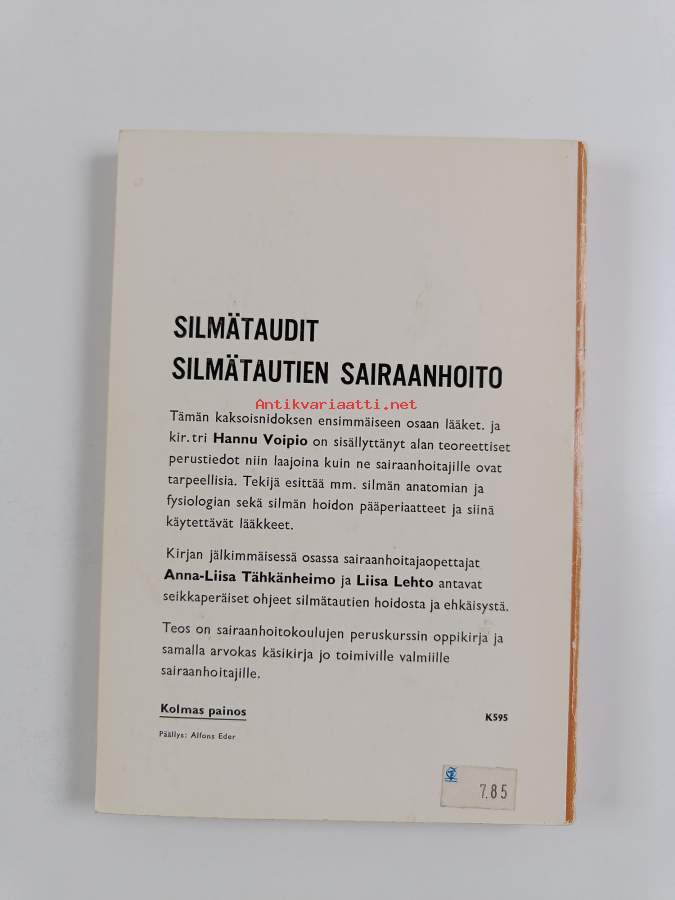 SILMÄTAUDIT
SILMÄTAUTIEN SAIRAANHOITO
Antikvariaatti.net
Tämän kaksoisnidoksen ensimmäiseen osaan lääket. ja
kir. tri Hannu Voipio on sisällyttänyt alan teoreettiset
perustiedot niin laajoina kuin ne sairaanhoitajille ovat
tarpeellisia. Tekijä esittää mm. silmän anatomian ja
fysiologian sekä silmän hoidon pääperiaatteet ja siinä
käytettävät lääkkeet.
Kirjan jälkimmäisessä osassa sairaanhoitajaopettajat
Anna-Liisa Tähkänheimo ja Liisa Lehto antavat
seikkaperäiset ohjeet silmätautien hoidosta ja ehkäisystä.
Teos on sairaanhoitokoulujen peruskurssin oppikirja ja
samalla arvokas käsikirja jo toimiville valmiille
sairaanhoitajille.
Kolmas painos
K595
Päällys: Alfons Eder
7.85